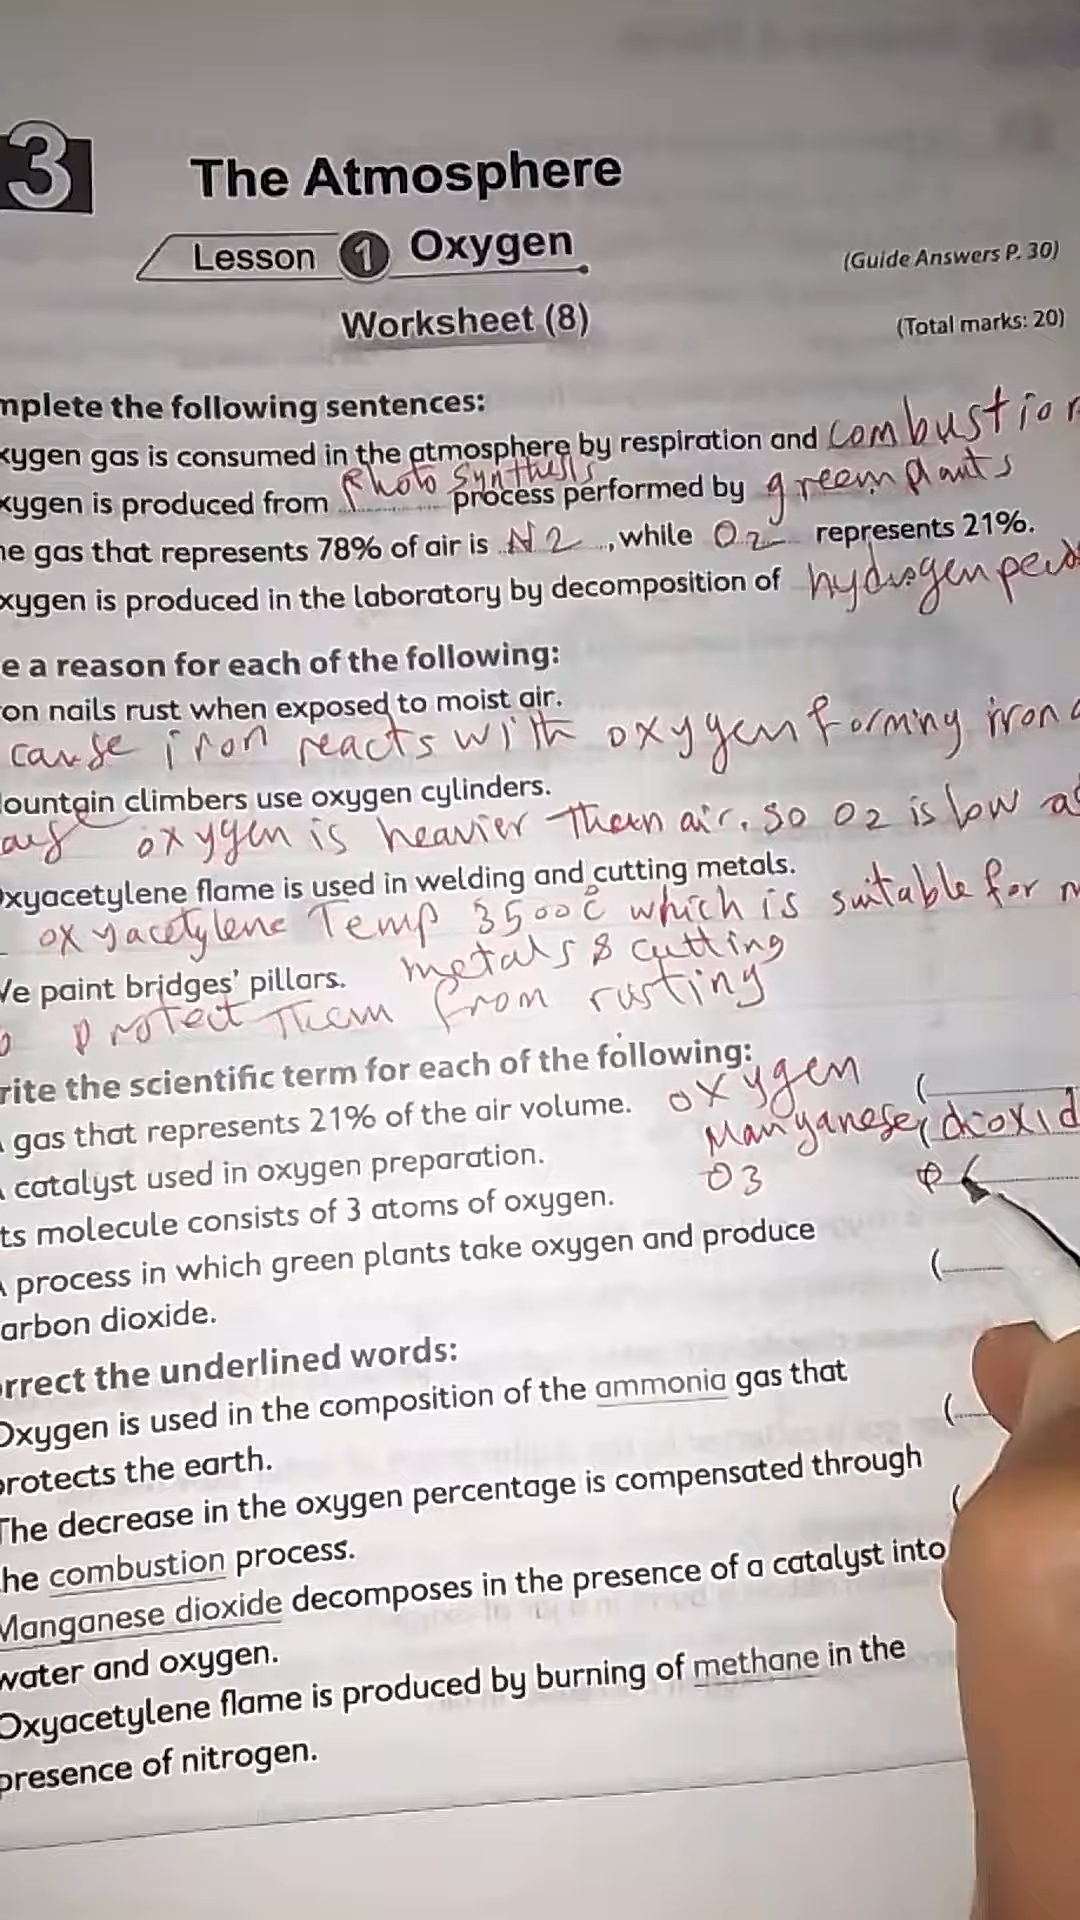 3
The Atmosphere
Lesson 1 Oxygen
(Guide Answers P. 30)
Worksheet (8)
(Total marks: 20)
mplete the following sentences:
xygen gas is consumed in the atmosphere by respiration and combustion
xygen is produced from Photo Synthesis process performed by green plants
he gas that represents 78% of air is N2, while O2 represents 21%.
xygen is produced in the laboratory by decomposition of hydrogen
e a reason for each of the following:
on nails rust when exposed to moist air.
cause iron reacts with oxygen forming iron
ountain climbers use oxygen cylinders.
oxygen is heavier than air. so O2 is low
xyacetylene flame is used in welding and cutting metals.
oxyacetylene Temp 3500°C which is suitable for
metals & cutting
We paint bridges' pillars.
protect Them from rusting
rite the scientific term for each of the following:
gas that represents 21% of the air volume. oxygen (
catalyst used in oxygen preparation. Manganese dioxid
ts molecule consists of 3 atoms of oxygen. O3
A process in which green plants take oxygen and produce
arbon dioxide. (
orrect the underlined words:
Oxygen is used in the composition of the ammonia gas that
protects the earth. (
The decrease in the oxygen percentage is compensated through
he combustion process. (
Manganese dioxide decomposes in the presence of a catalyst into
water and oxygen.
Oxyacetylene flame is produced by burning of methane in the
presence of nitrogen.